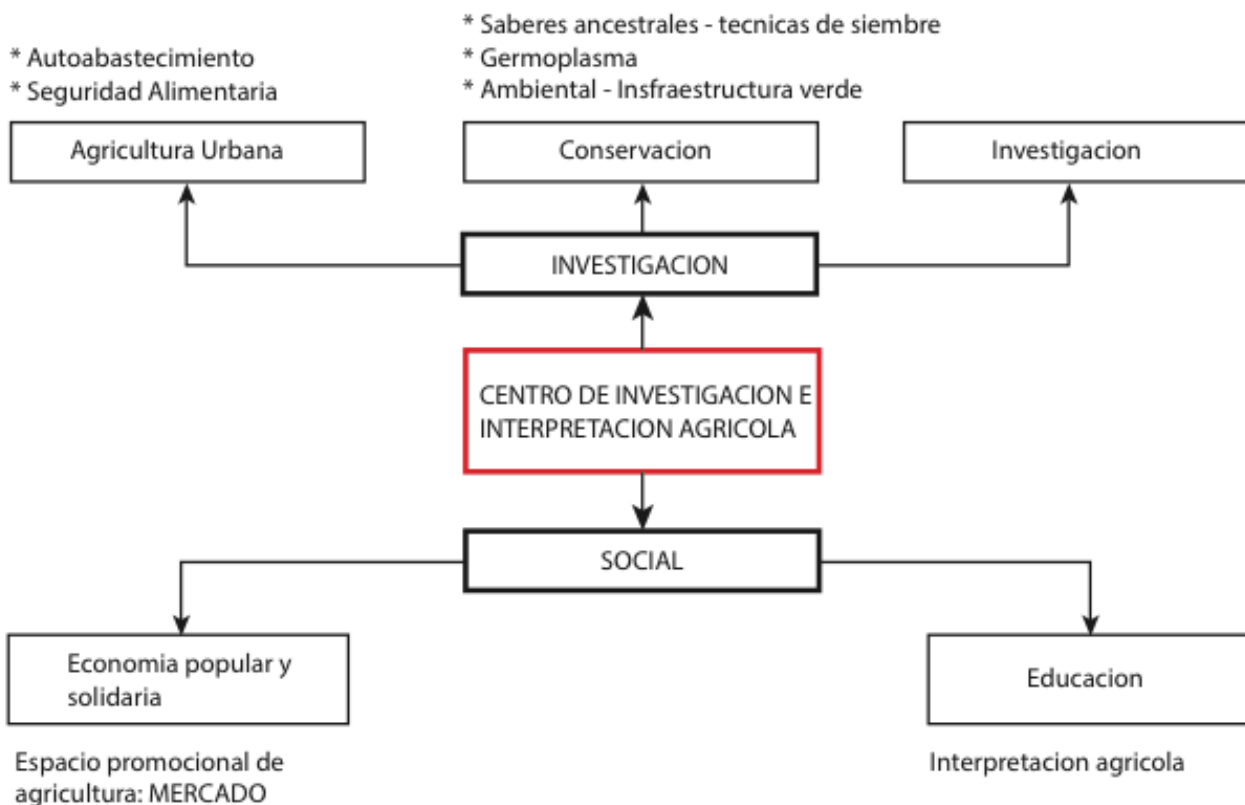 * Autoabastecimiento
* Seguridad Alimentaria
* Saberes ancestrales - tecnicas de siembre
* Germoplasma
* Ambiental - Insfraestructura verde
Agricultura Urbana
Conservacion
Investigacion
INVESTIGACION
CENTRO DE INVESTIGACION E
INTERPRETACION AGRICOLA
SOCIAL
Economia popular y
solidaria
Educacion
Espacio promocional de
agricultura: MERCADO
Interpretacion agricola